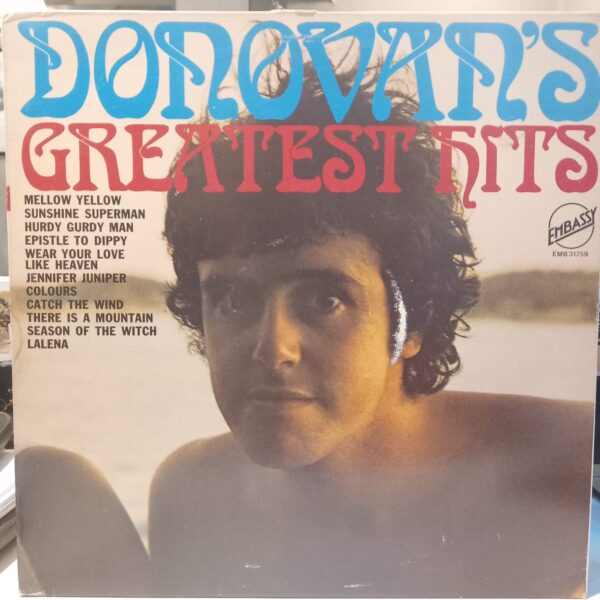 DONOVAN'S
GREATEST HITS
MELLOW YELLOW
SUNSHINE SUPERMAN
HURDY GURDY MAN
EPISTLE TO DIPPY
WEAR YOUR LOVE
LIKE HEAVEN
JENNIFER JUNIPER
COLOURS
CATCH THE WIND
THERE IS A MOUNTAIN
SEASON OF THE WITCH
LALENA
EMBASSY
EMB 31759